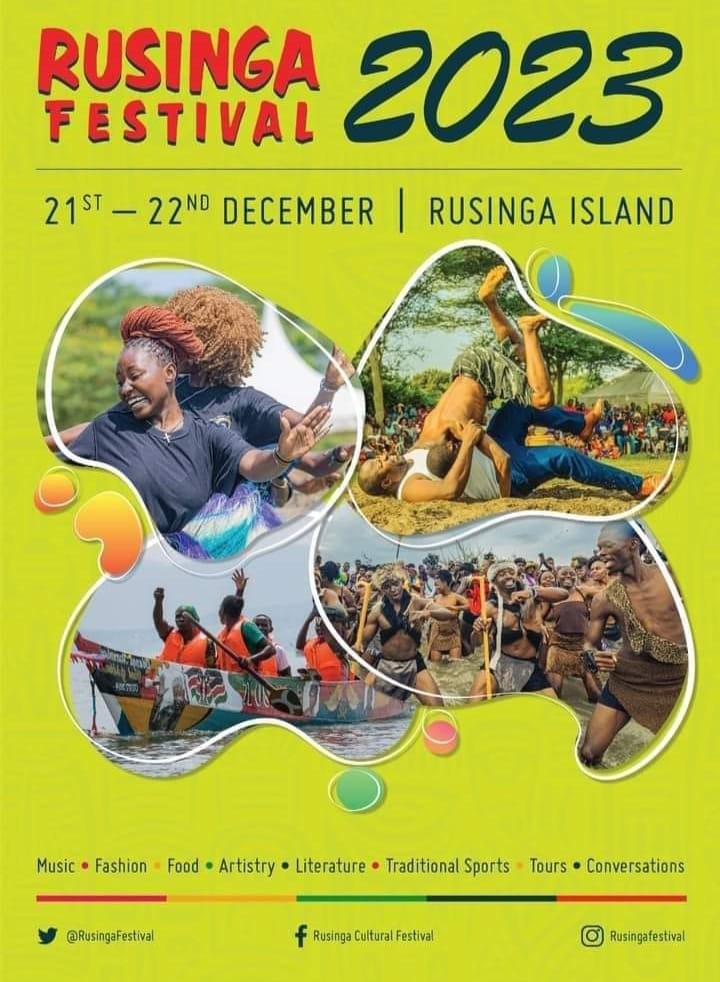 RUSINGA FESTIVAL 2023
21ST — 22ND DECEMBER | RUSINGA ISLAND
Music • Fashion • Food • Artistry • Literature • Traditional Sports • Tours • Conversations
@RusingaFestival
Rusinga Cultural Festival
Rusingafestival